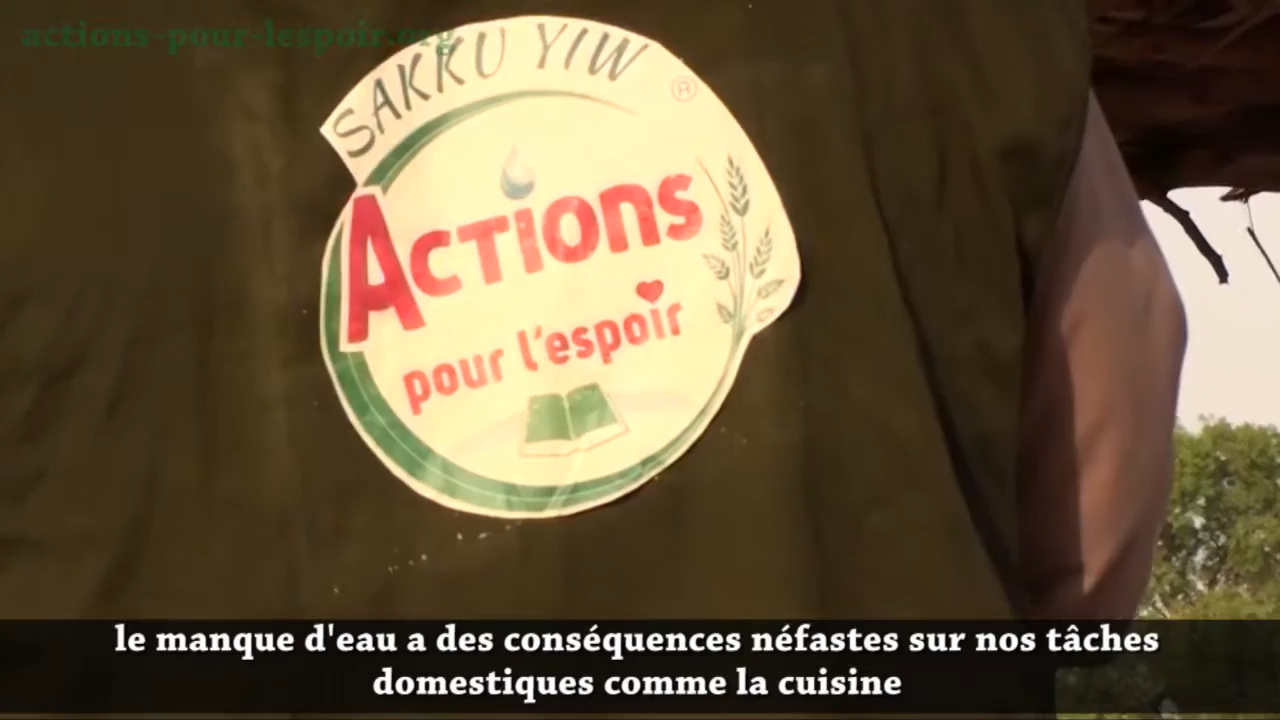 actions-pour-lespoir.org
SAKKU YIW
®
ACTIONS
pour l'espoir
le manque d'eau a des conséquences néfastes sur nos tâches
domestiques comme la cuisine